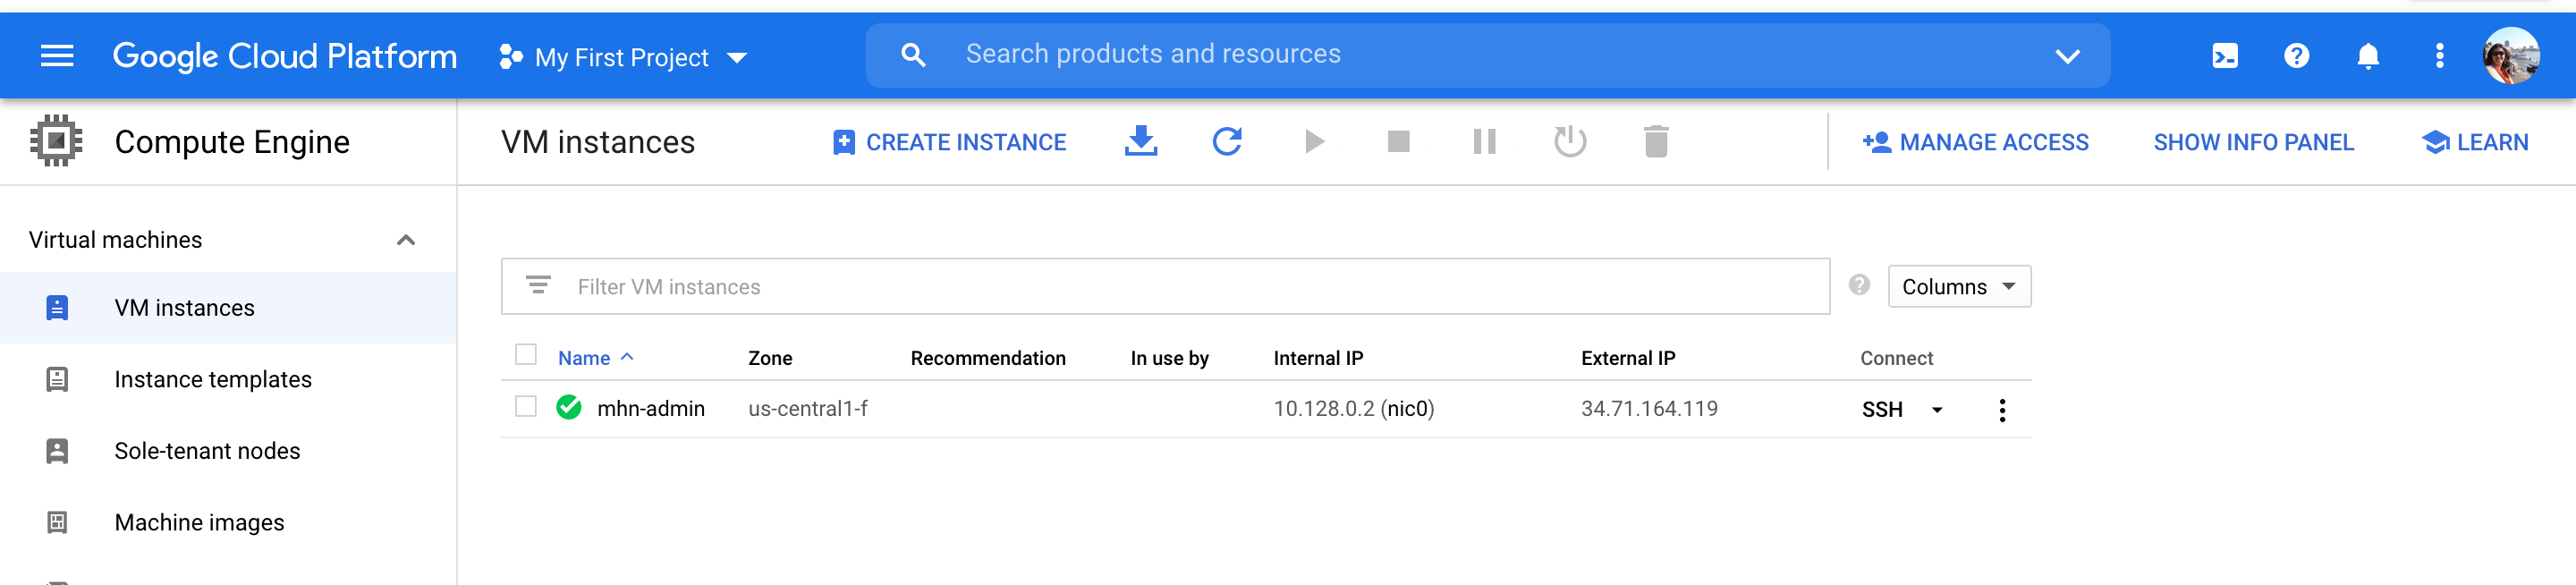 Google Cloud Platform My First Project Search products and resources
Compute Engine VM instances CREATE INSTANCE MANAGE ACCESS SHOW INFO PANEL LEARN
Virtual machines
VM instances
Instance templates
Sole-tenant nodes
Machine images
Filter VM instances Columns
Name Zone Recommendation In use by Internal IP External IP Connect
mhn-admin us-central1-f 10.128.0.2 (nic0) 34.71.164.119 SSH